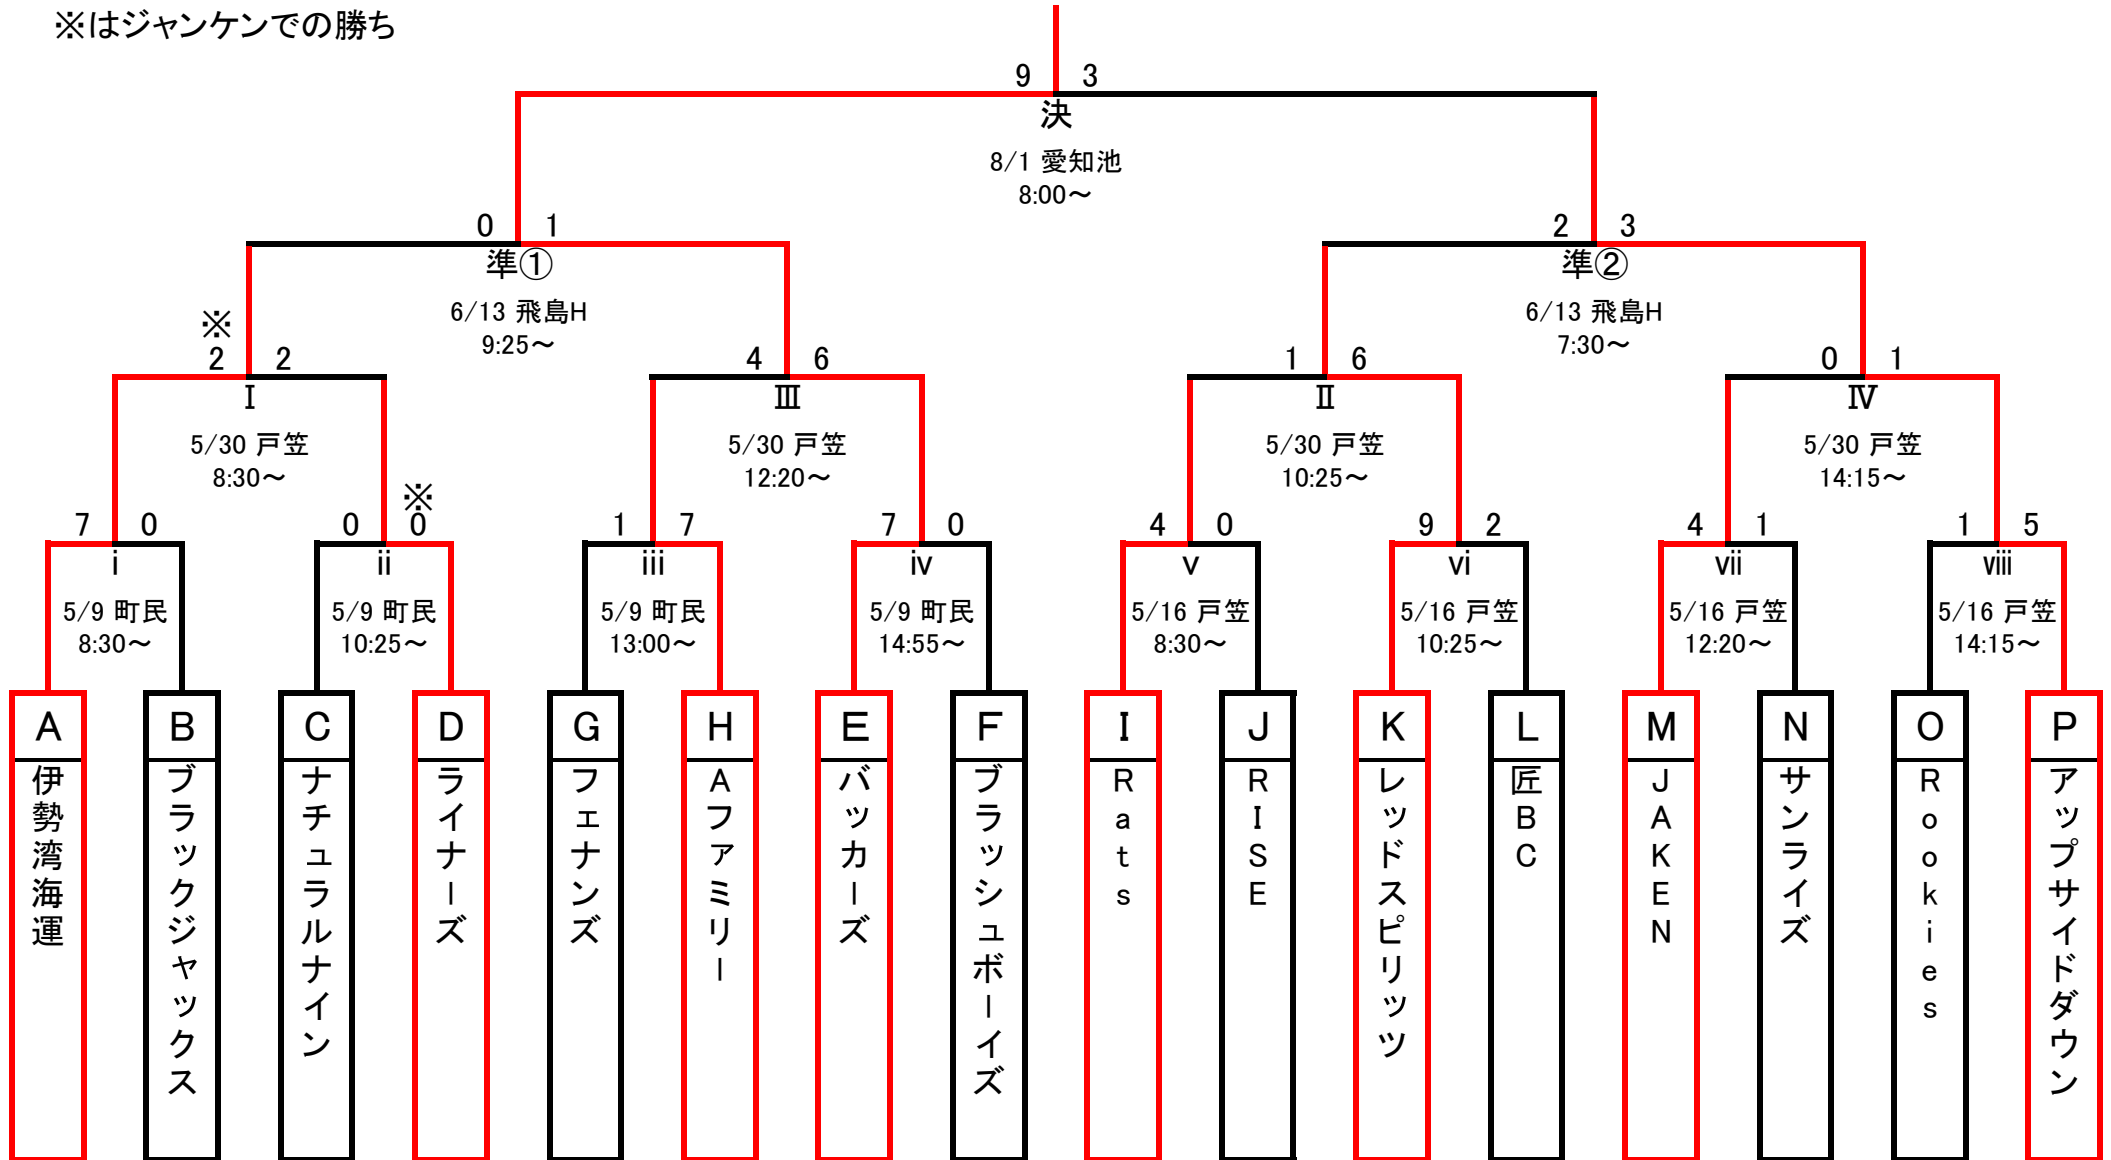 ※はジャンケンでの勝ち
9 3
決
8/1 愛知池
8:00～
0 1
準①
6/13 飛島H
9:25～
2 3
準②
6/13 飛島H
7:30～
※
2 2
Ⅰ
5/30 戸笠
8:30～
4 6
Ⅲ
5/30 戸笠
12:20～
1 6
Ⅱ
5/30 戸笠
10:25～
0 1
Ⅳ
5/30 戸笠
14:15～
7 0
ⅰ
5/9 町民
8:30～
※
0 0
ⅱ
5/9 町民
10:25～
1 7
ⅲ
5/9 町民
13:00～
7 0
ⅳ
5/9 町民
14:55～
4 0
ⅴ
5/16 戸笠
8:30～
9 2
ⅵ
5/16 戸笠
10:25～
4 1
ⅶ
5/16 戸笠
12:20～
1 5
ⅷ
5/16 戸笠
14:15～
A
伊勢湾海運
B
ブラックジャックス
C
ナチュラルナイン
D
ライナーズ
G
フェナンズ
H
Aファミリー
E
バッカーズ
F
ブラッシュボーイズ
I
Rats
J
RISE
K
レッドスピリッツ
L
匠BC
M
JAKEN
N
サンライズ
O
Rookies
P
アップサイドダウン